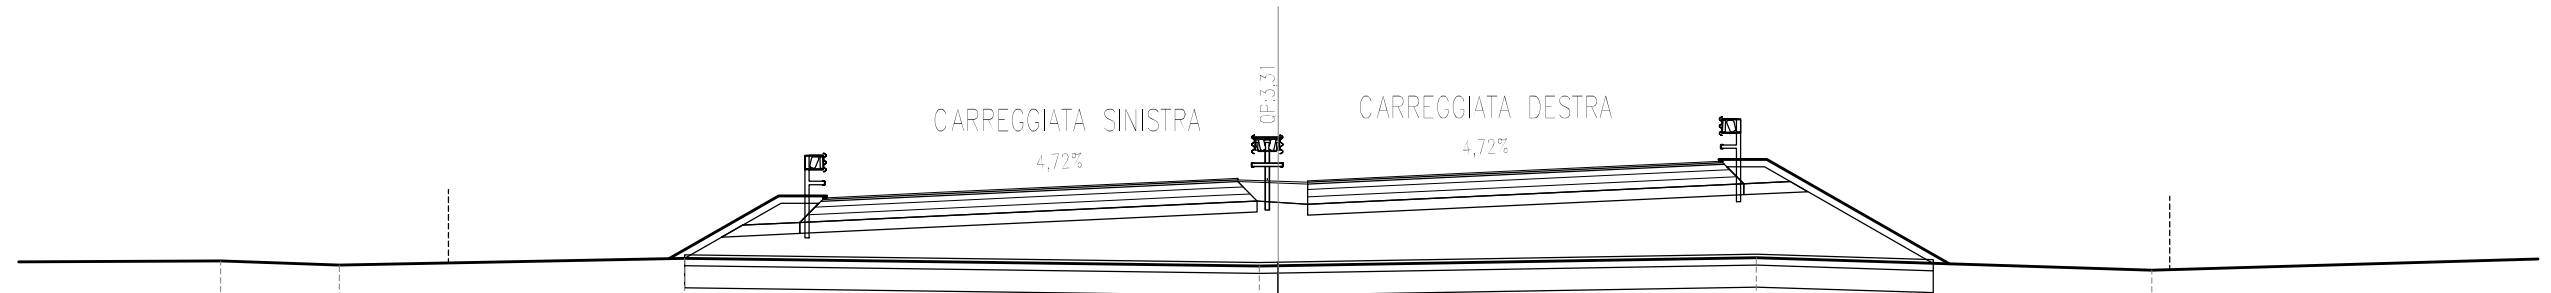 CARREGGIATA SINISTRA
4,72%
QP:3,31
CARREGGIATA DESTRA
4,72%